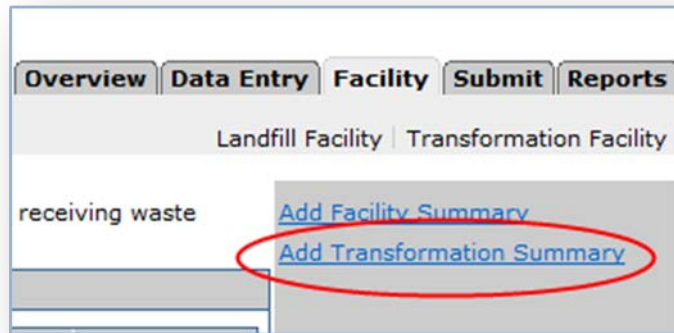 Overview Data Entry Facility Submit Reports
Landfill Facility | Transformation Facility
receiving waste
Add Facility Summary
Add Transformation Summary